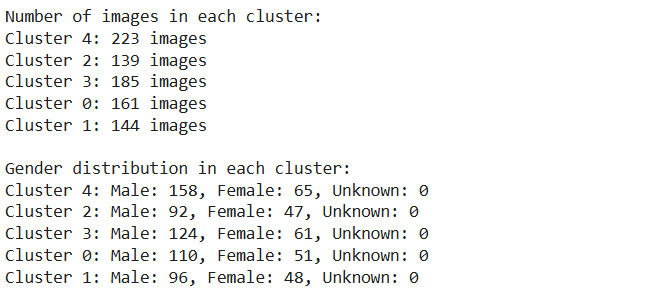 Number of images in each cluster:
Cluster 4: 223 images
Cluster 2: 139 images
Cluster 3: 185 images
Cluster 0: 161 images
Cluster 1: 144 images

Gender distribution in each cluster:
Cluster 4: Male: 158, Female: 65, Unknown: 0
Cluster 2: Male: 92, Female: 47, Unknown: 0
Cluster 3: Male: 124, Female: 61, Unknown: 0
Cluster 0: Male: 110, Female: 51, Unknown: 0
Cluster 1: Male: 96, Female: 48, Unknown: 0